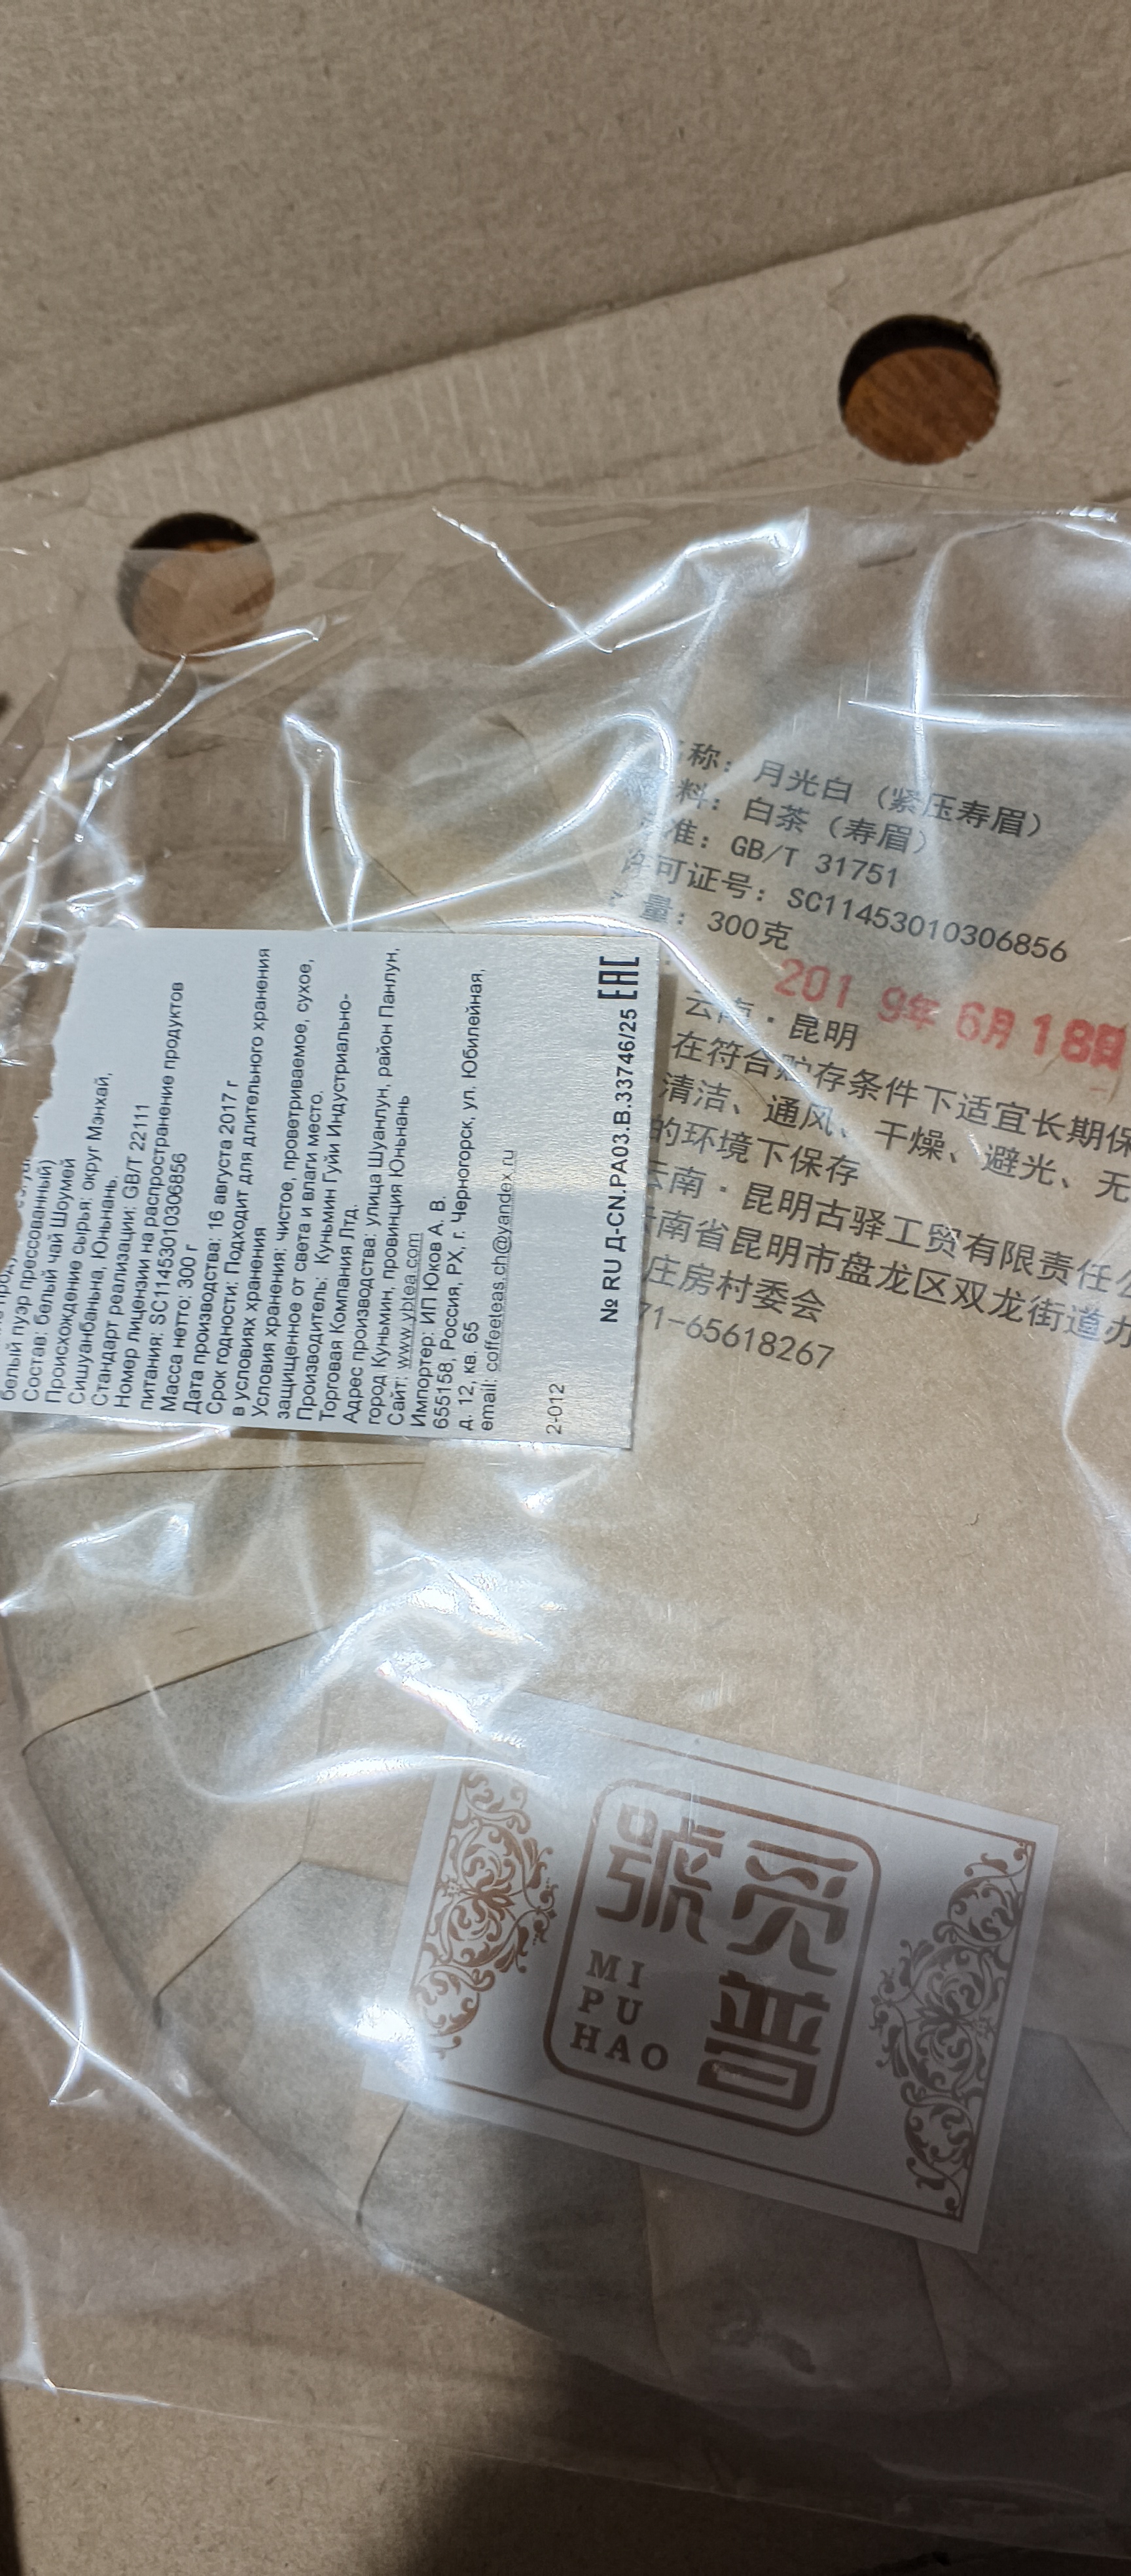 称：月光白（紧压寿眉）
料：白茶（寿眉）
准：GB/T 31751
许可证号：SC11453010306856
量：300克
2019年6月18日
云南·昆明
在符合贮存条件下适宜长期保
清洁、通风、干燥、避光、无
的环境下保存
云南·昆明古驿工贸有限责任公
云南省昆明市盘龙区双龙街道办
庄房村委会
71-65618267
белый пуэр прессованный)
Состав: белый чай Шоумей
Происхождение сырья: округ Мэнхай,
Сишуанбаньна, Юньнань.
Стандарт реализации: GB/T 22111
Номер лицензии на распространение продуктов
питания: SC11453010306856
Масса нетто: 300 г
Дата производства: 16 августа 2017 г
Срок годности: Подходит для длительного хранения
в условиях хранения
Условия хранения: чистое, проветриваемое, сухое,
защищенное от света и влаги место.
Производитель: Куньмин Гуйи Индустриально-
Торговая Компания Лтд.
Адрес производства: улица Шуанлун, район Панлун,
город Куньмин, провинция Юньнань
Сайт: www.ybtea.com
Импортер: ИП Юков А. В.
655158, Россия, РХ, г. Черногорск, ул. Юбилейная,
д. 12, кв. 65
email: coffeeteas.sh@yandex.ru
2-012
№ RU Д-CN.РА03.В.33746/25 EAC
觅普
號
MI
PU
HAO